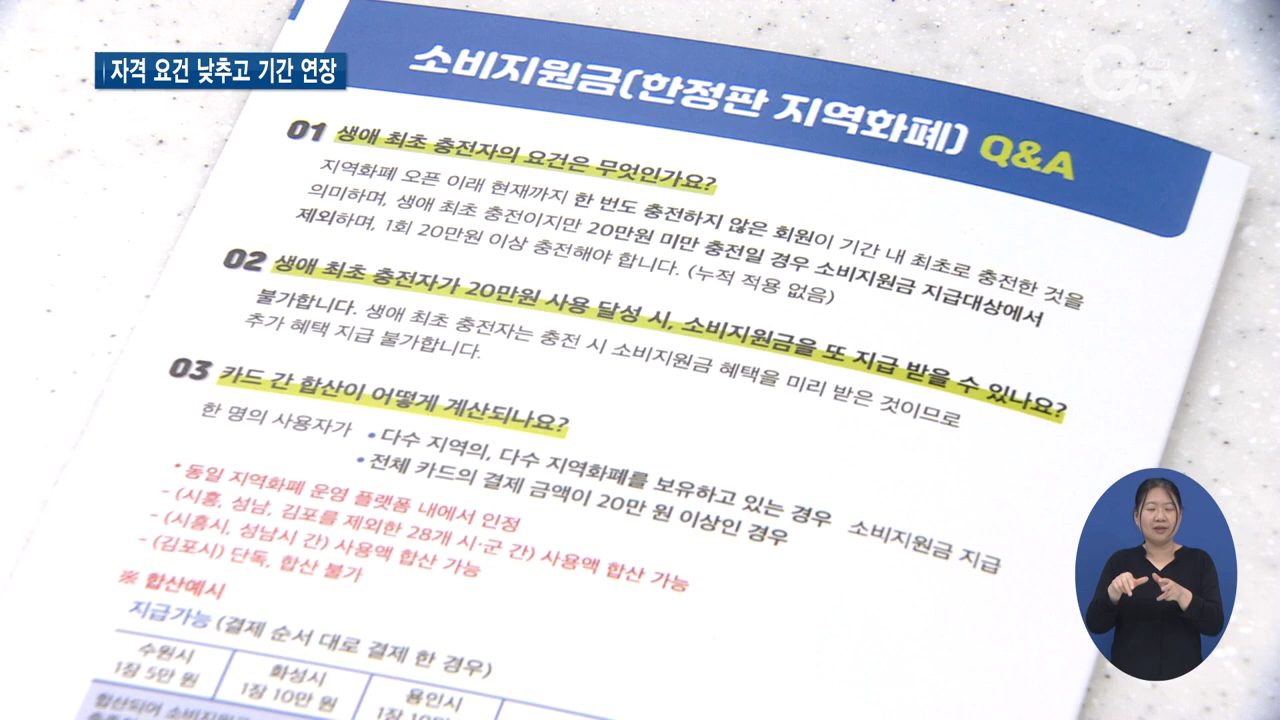 자격 요건 낮추고 기간 연장
소비지원금(한정판 지역화폐) Q&A
01 생애 최초 충전자의 요건은 무엇인가요?
지역화폐 오픈 이래 현재까지 한 번도 충전하지 않은 회원이 기간 내 최초로 충전한 것을
의미하며, 생애 최초 충전이지만 20만원 미만 충전일 경우 소비지원금 지급대상에서
제외하며, 1회 20만원 이상 충전해야 합니다. (누적 적용 없음)
02 생애 최초 충전자가 20만원 사용 달성 시, 소비지원금을 또 지급 받을 수 있나요?
불가합니다. 생애 최초 충전자는 충전 시 소비지원금 혜택을 미리 받은 것이므로
추가 혜택 지급 불가합니다.
03 카드 간 합산이 어떻게 계산되나요?
한 명의 사용자가 • 다수 지역의, 다수 지역화폐를 보유하고 있는 경우
• 전체 카드의 결제 금액이 20만 원 이상인 경우 소비지원금 지급
* 동일 지역화폐 운영 플랫폼 내에서 인정
- (시흥, 성남, 김포를 제외한 28개 시·군 간) 사용액 합산 가능
- (시흥시, 성남시 간) 사용액 합산 가능
- (김포시) 단독, 합산 불가
※ 합산예시
지급가능 (결제 순서 대로 결제 한 경우)
수원시 화성시 용인시
1장 5만 원 1장 10만 원 1장 10만
합산되어 소비지원금